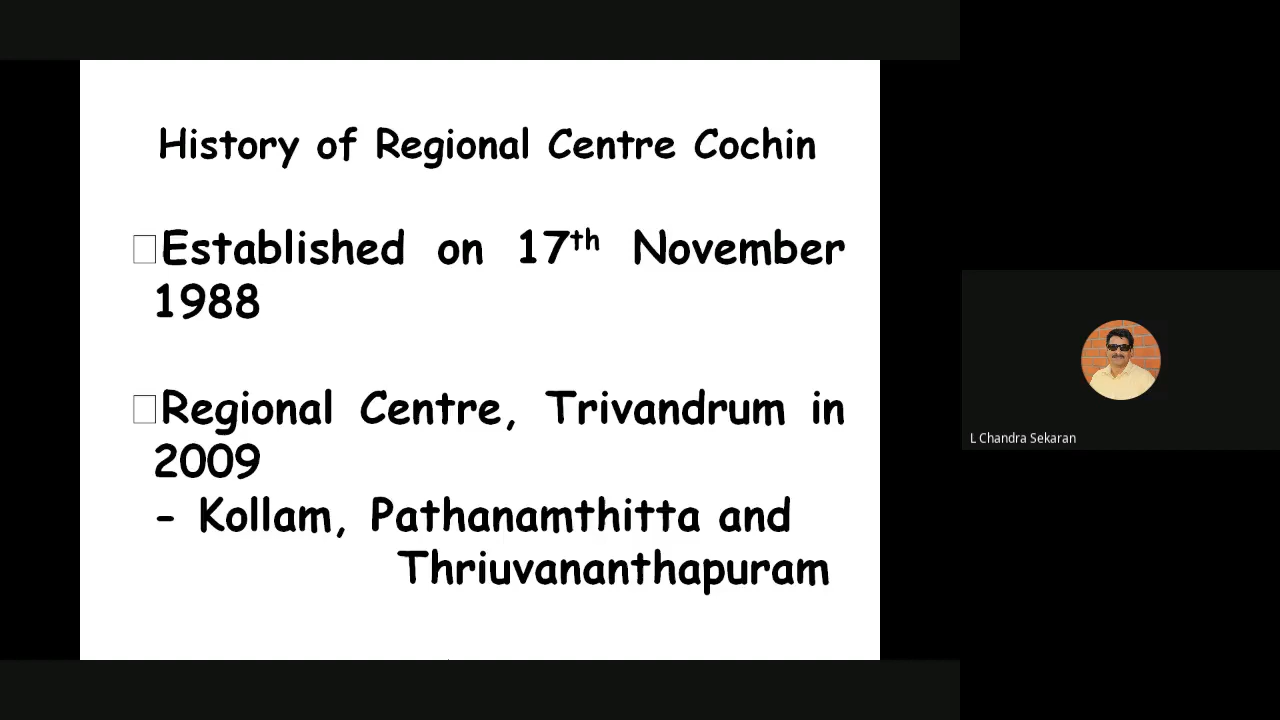 History of Regional Centre Cochin
Established on 17th November
1988
Regional Centre, Trivandrum in
2009
- Kollam, Pathanamthitta and
Thriuvananthapuram
L Chandra Sekaran